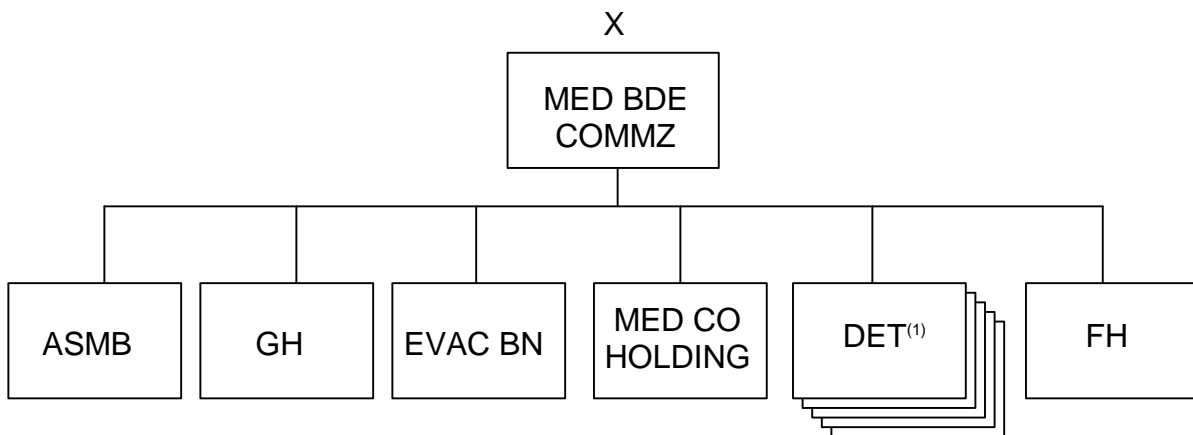 X
MED BDE
COMMZ
ASMB
GH
EVAC BN
MED CO
HOLDING
DET(1)
FH